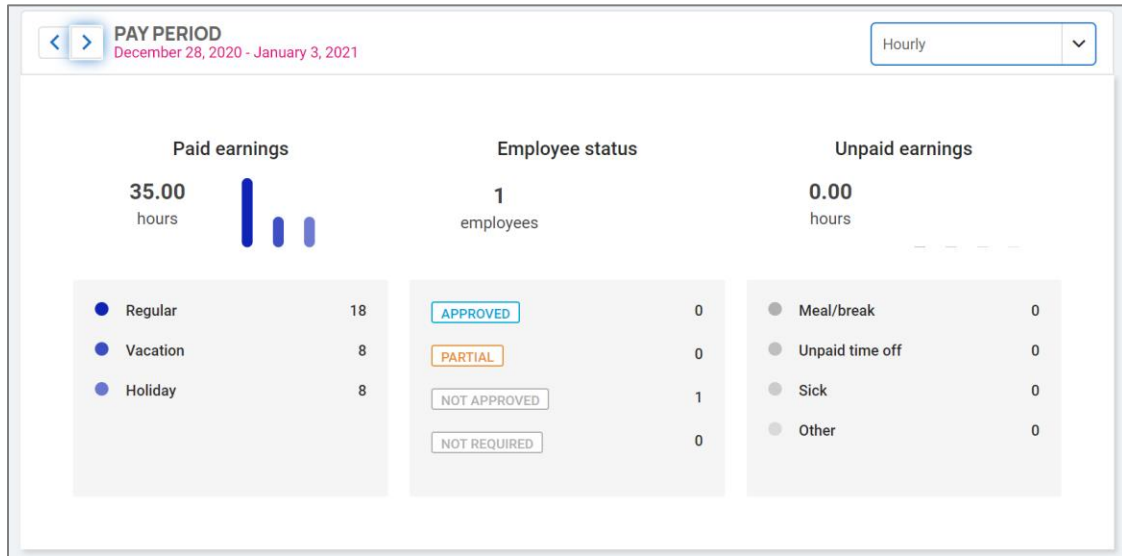 PAY PERIOD
December 28, 2020 - January 3, 2021
Hourly
Paid earnings
35.00
hours
Regular 18
Vacation 8
Holiday 8
Employee status
1
employees
APPROVED 0
PARTIAL 0
NOT APPROVED 1
NOT REQUIRED 0
Unpaid earnings
0.00
hours
Meal/break 0
Unpaid time off 0
Sick 0
Other 0